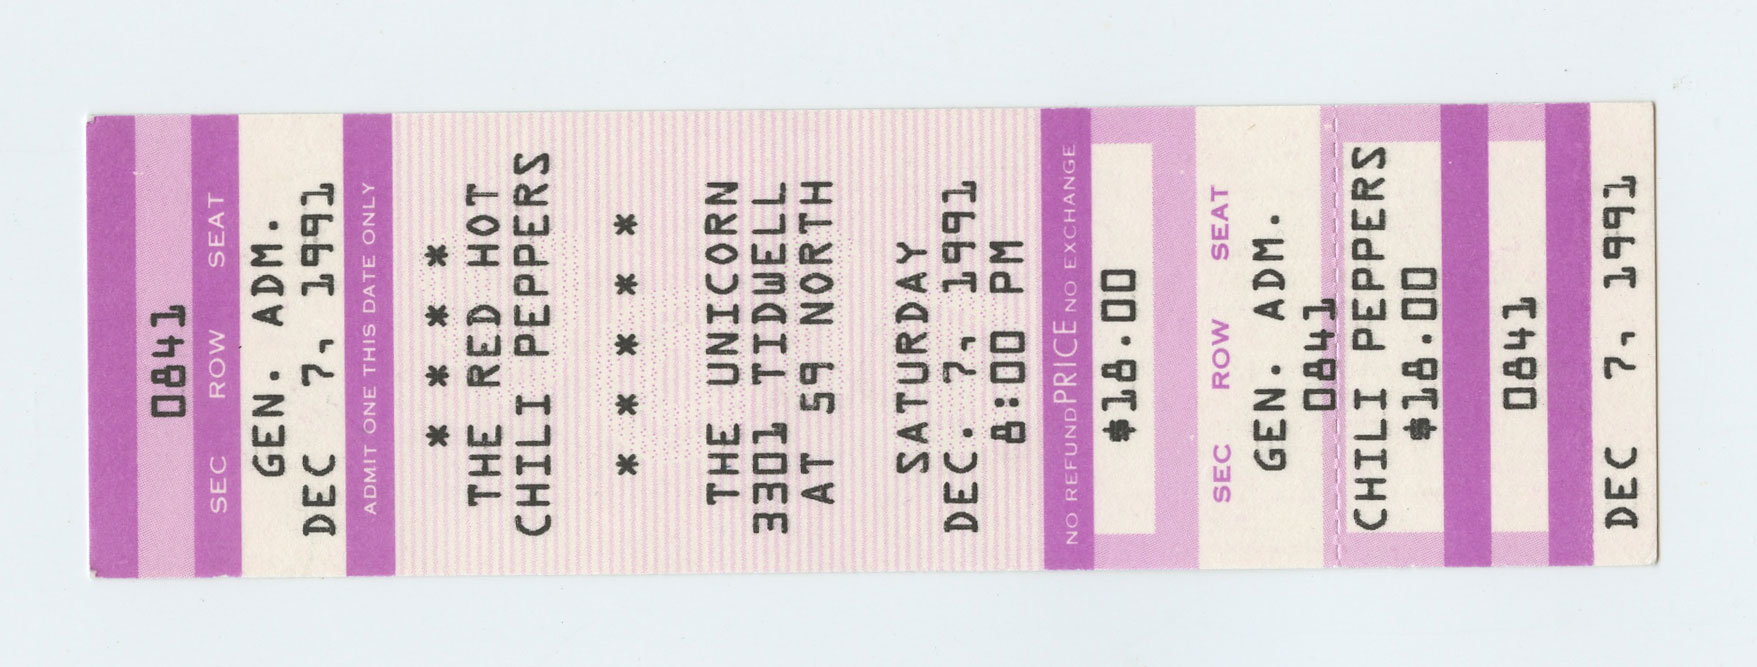 0841
SEC ROW SEAT
GEN. ADM.
DEC 7, 1991
ADMIT ONE THIS DATE ONLY
* * * *
THE RED HOT
CHILI PEPPERS
* * * * *
THE UNICORN
3301 TIDWELL
AT 59 NORTH
SATURDAY
DEC. 7, 1991
8:00 PM
NO REFUND PRICE NO EXCHANGE
$18.00
SEC ROW SEAT
GEN. ADM.
0841
CHILI PEPPERS
$18.00
0841
DEC 7, 1991